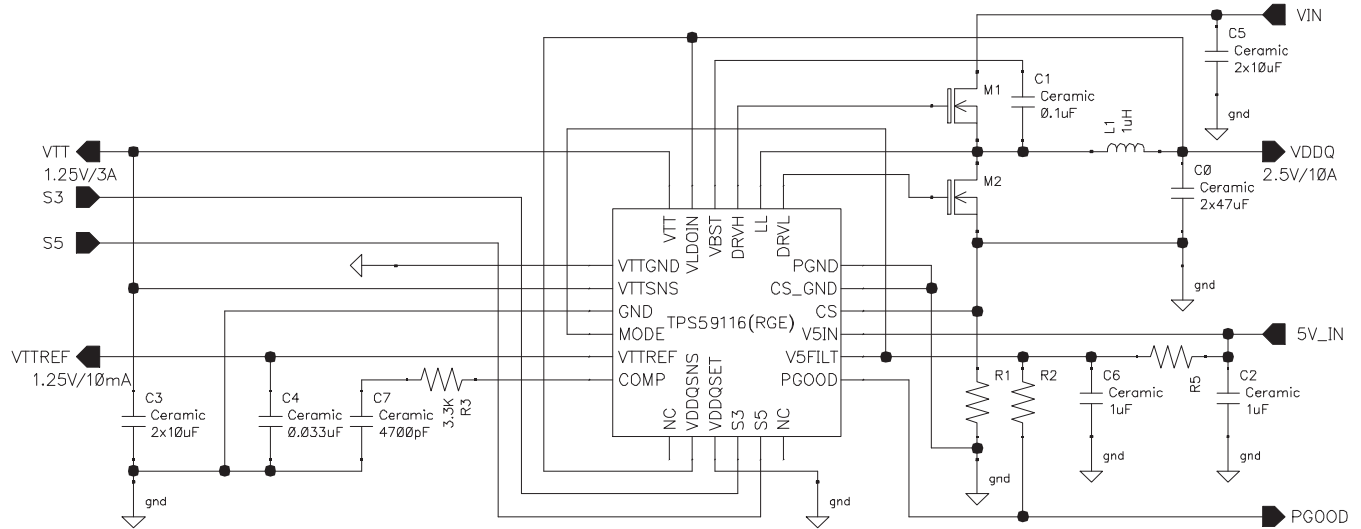 VIN
C5
Ceramic
2x10uF
gnd
C1
Ceramic
0.1uF
M1
L1
1uH
VTT
1.25V/3A
VDDQ
2.5V/10A
M2
C0
Ceramic
2x47uF
gnd
S3
S5
VTT
VLDOIN
VBST
DRVH
LL
DRVL
VTTGND
VTTSNS
GND
MODE
VTTREF
COMP
TPS59116(RGE)
PGND
CS_GND
CS
V5IN
V5FILT
PGOOD
NC
VDDQSNS
VDDQSET
S3
S5
NC
5V_IN
VTTREF
1.25V/10mA
C3
Ceramic
2x10uF
C4
Ceramic
0.033uF
C7
Ceramic
4700pF
3.3K
R3
R1
R2
C6
Ceramic
1uF
R5
C2
Ceramic
1uF
gnd
gnd
gnd
gnd
gnd
PGOOD